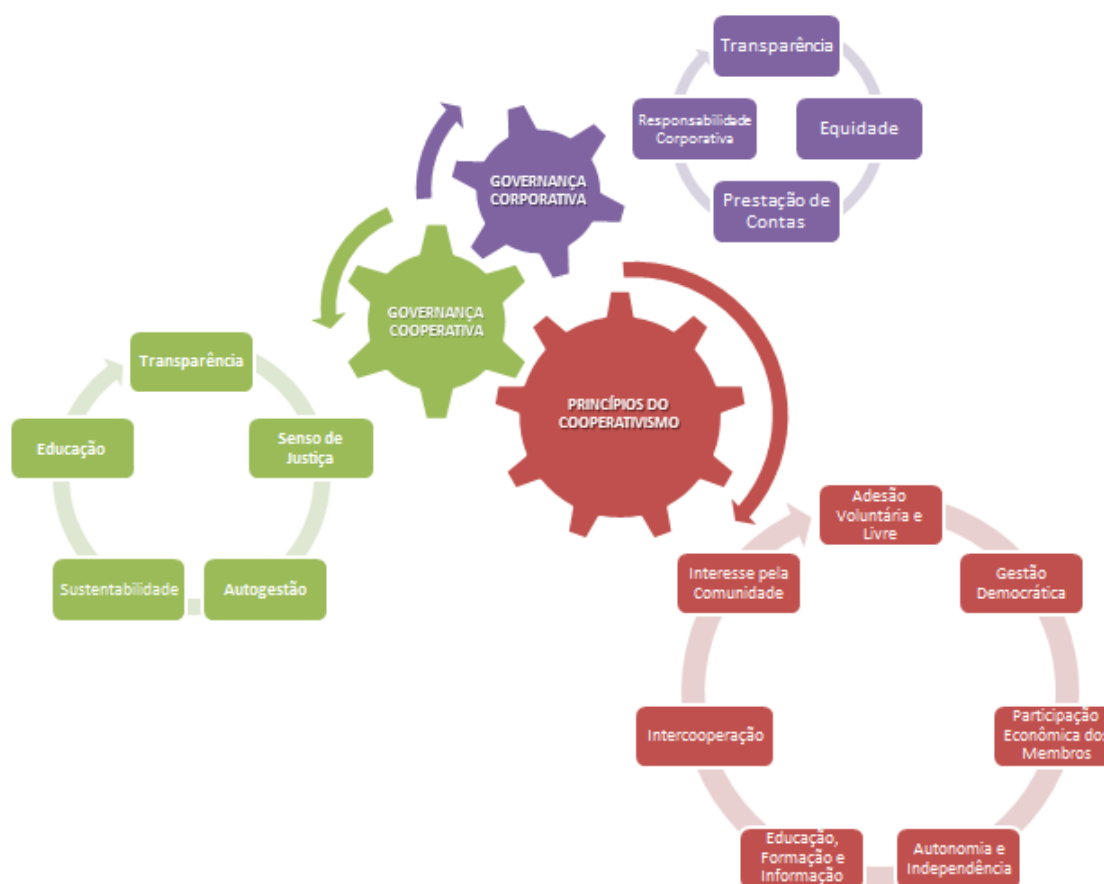 Transparência
Responsabilidade
Corporativa
Equidade
Prestação de
Contas
GOVERNANÇA
CORPORATIVA
GOVERNANÇA
COOPERATIVA
PRINCÍPIOS DO
COOPERATIVISMO
Transparência
Educação
Senso de
Justiça
Sustentabilidade
Autogestão
Adesão
Voluntária e
Livre
Interesse pela
Comunidade
Gestão
Democrática
Intercooperação
Participação
Econômica dos
Membros
Educação,
Formação e
Informação
Autonomia e
Independência